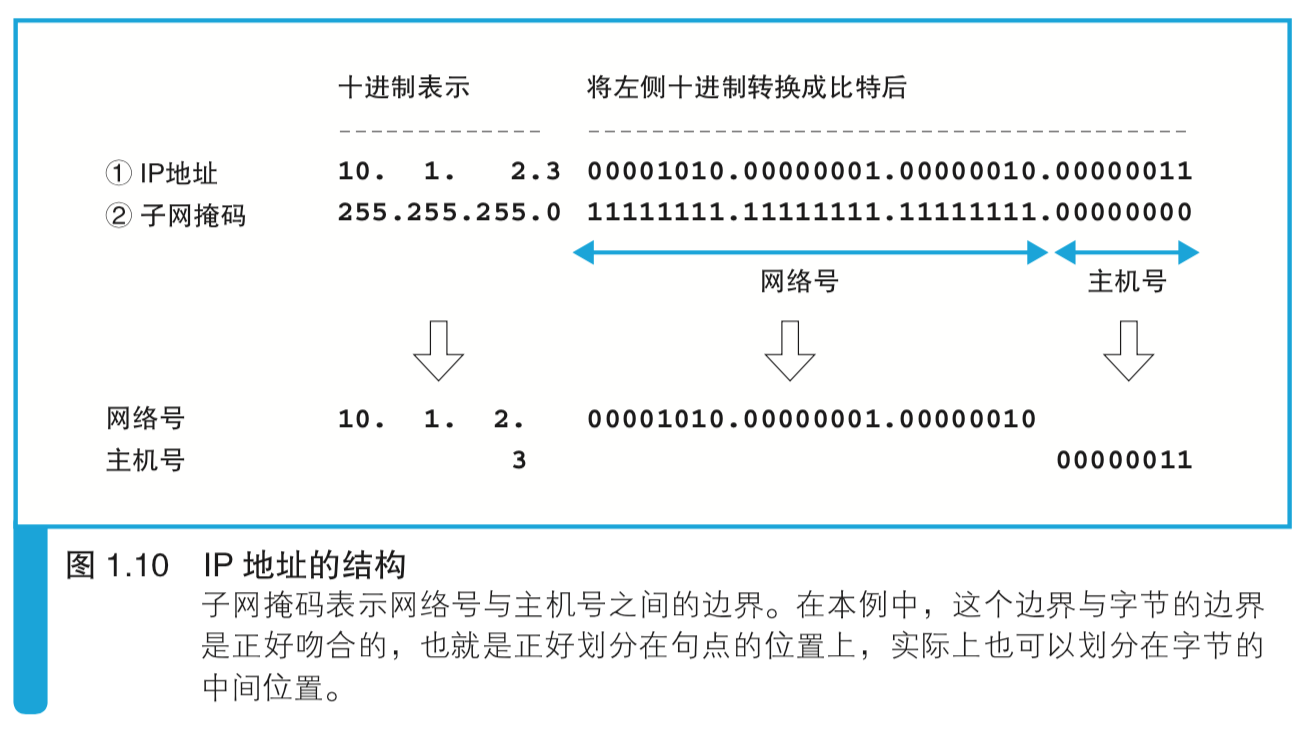 十进制表示 将左侧十进制转换成比特后
① IP地址 10. 1. 2.3 00001010.00000001.00000010.00000011
② 子网掩码 255.255.255.0 11111111.11111111.11111111.00000000
网络号 主机号
网络号 10. 1. 2. 00001010.00000001.00000010
主机号 3 00000011
图 1.10 IP 地址的结构
子网掩码表示网络号与主机号之间的边界。在本例中，这个边界与字节的边界
是正好吻合的，也就是正好划分在句点的位置上，实际上也可以划分在字节的
中间位置。